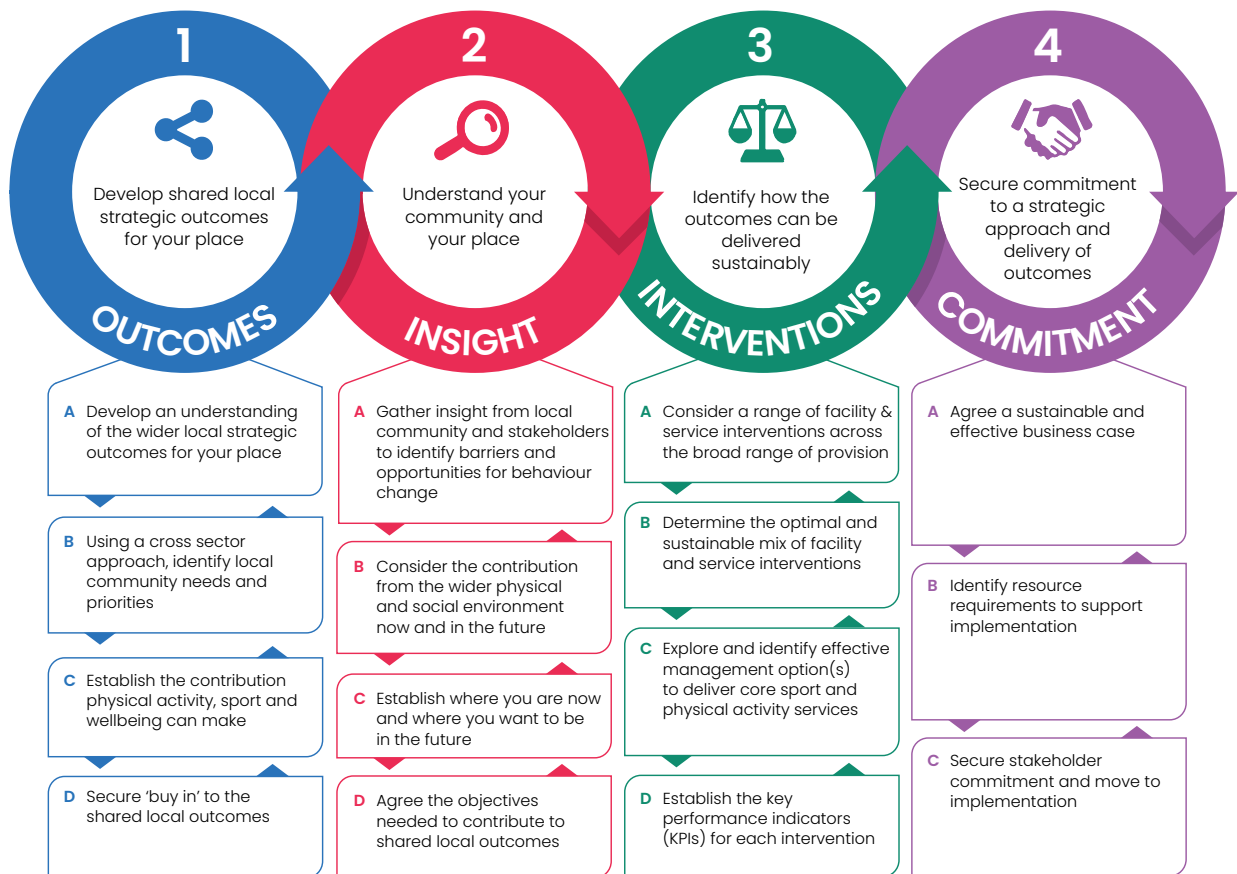 1
Develop shared local
strategic outcomes
for your place
OUTCOMES
A Develop an understanding
of the wider local strategic
outcomes for your place
B Using a cross sector
approach, identify local
community needs and
priorities
C Establish the contribution
physical activity, sport and
wellbeing can make
D Secure ‘buy in’ to the
shared local outcomes
2
Understand your
community and
your place
INSIGHT
A Gather insight from local
community and stakeholders
to identify barriers and
opportunities for behaviour
change
B Consider the contribution
from the wider physical
and social environment
now and in the future
C Establish where you are now
and where you want to be
in the future
D Agree the objectives
needed to contribute to
shared local outcomes
3
Identify how the
outcomes can be
delivered
sustainably
INTERVENTIONS
A Consider a range of facility &
service interventions across
the broad range of provision
B Determine the optimal and
sustainable mix of facility
and service interventions
C Explore and identify effective
management option(s)
to deliver core sport and
physical activity services
D Establish the key
performance indicators
(KPIs) for each intervention
4
Secure commitment
to a strategic
approach and
delivery of
outcomes
COMMITMENT
A Agree a sustainable and
effective business case
B Identify resource
requirements to support
implementation
C Secure stakeholder
commitment and move to
implementation